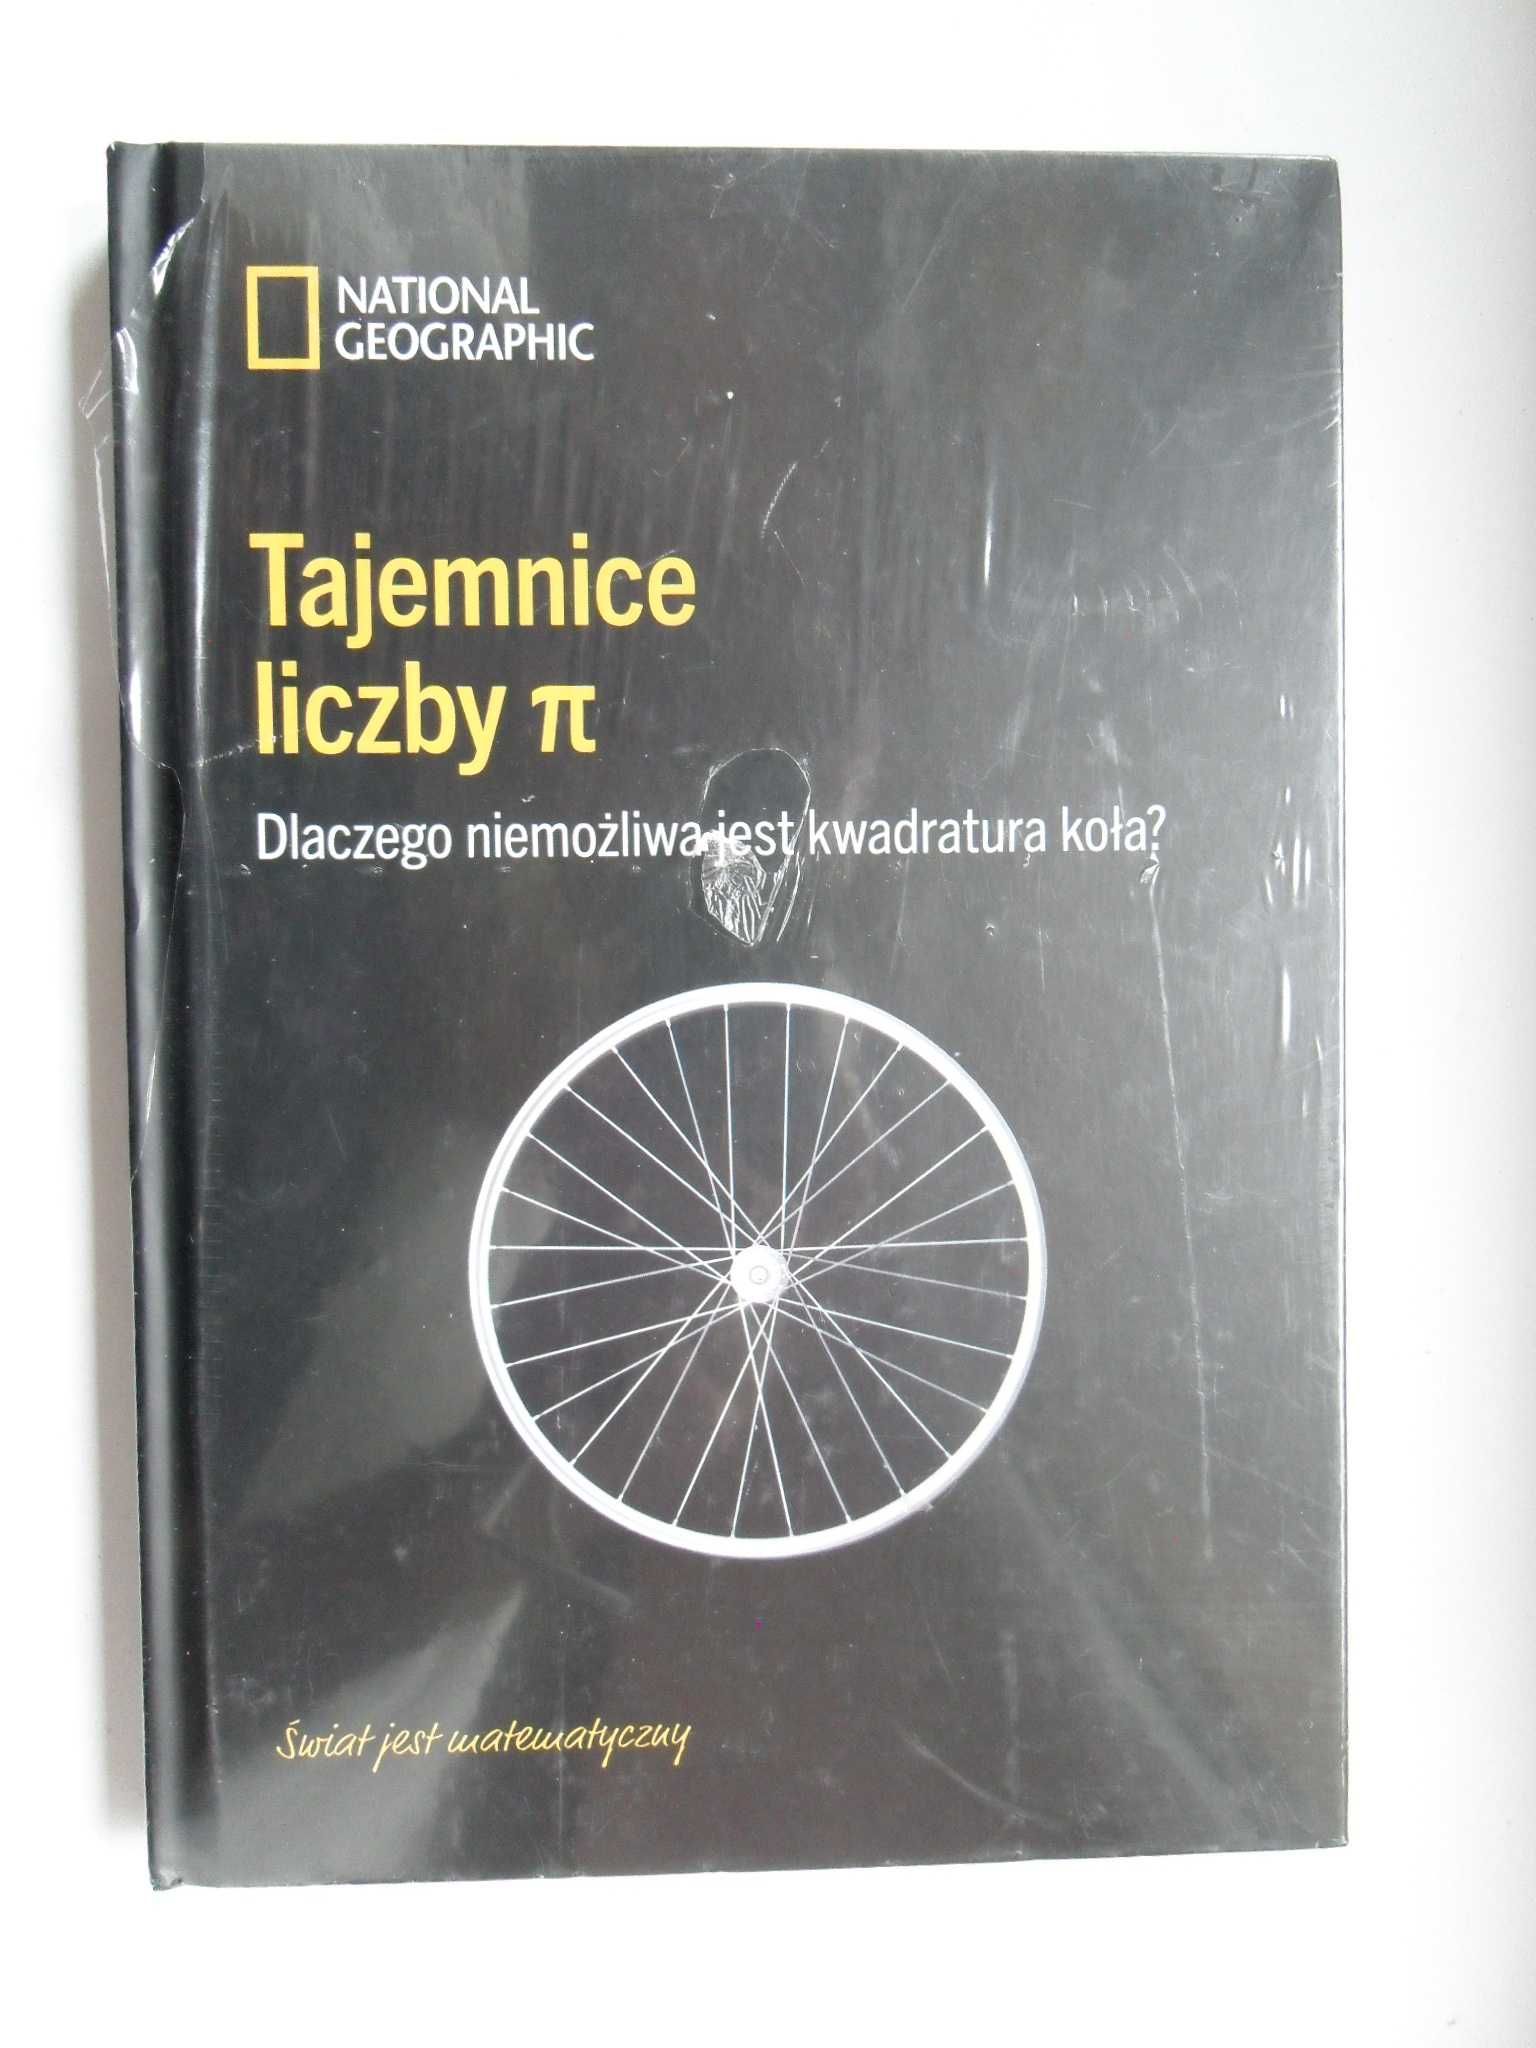 NATIONAL
GEOGRAPHIC
Tajemnice
liczby π
Dlaczego niemożliwa jest kwadratura koła?
Świat jest matematyczny